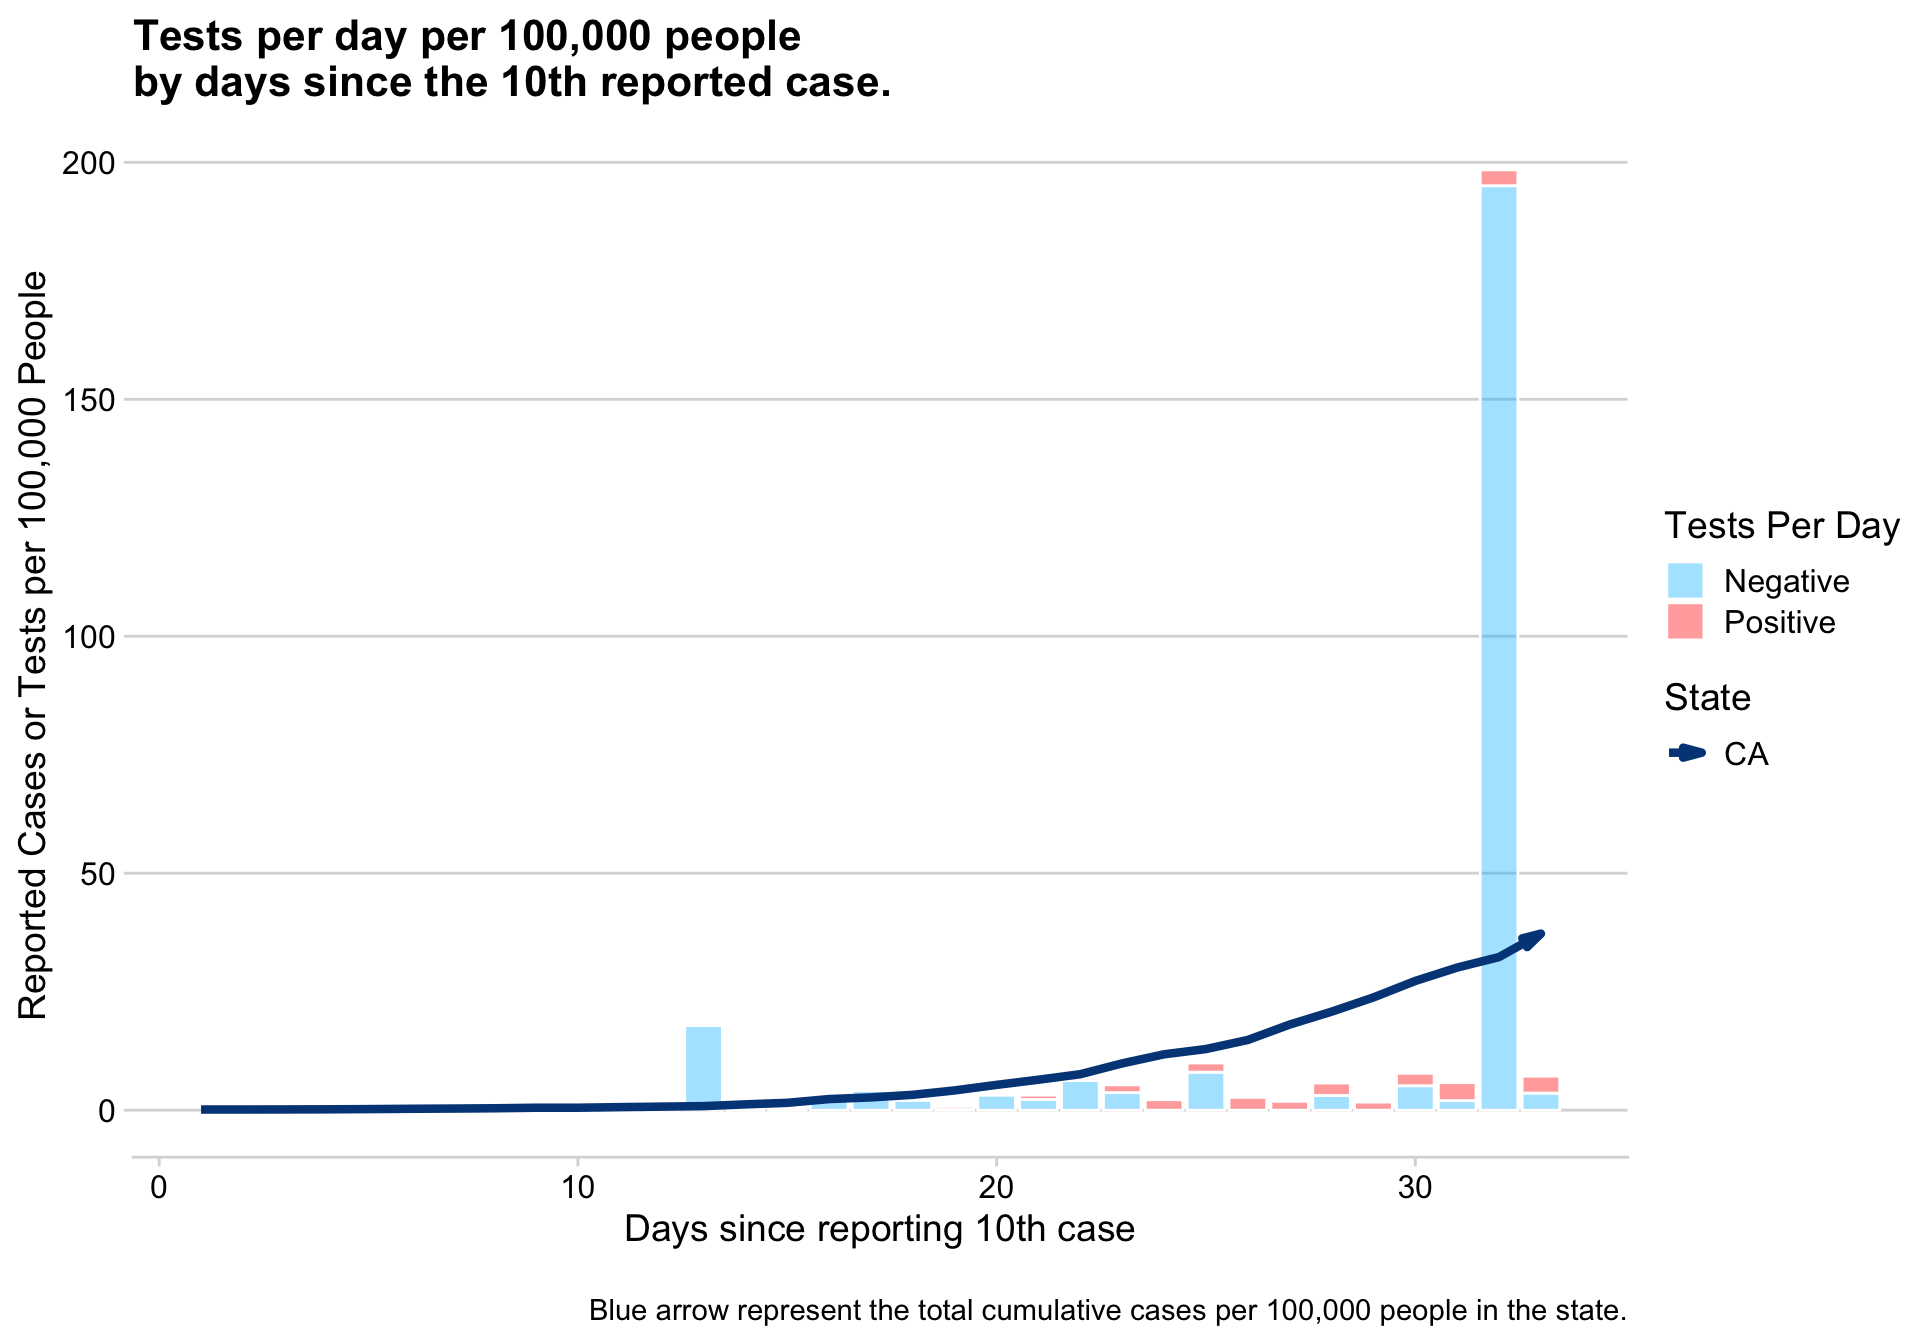 Tests per day per 100,000 people
by days since the 10th reported case.
Reported Cases or Tests per 100,000 People
200
150
100
50
0
0
10
20
30
Days since reporting 10th case
Tests Per Day
Negative
Positive
State
CA
Blue arrow represent the total cumulative cases per 100,000 people in the state.